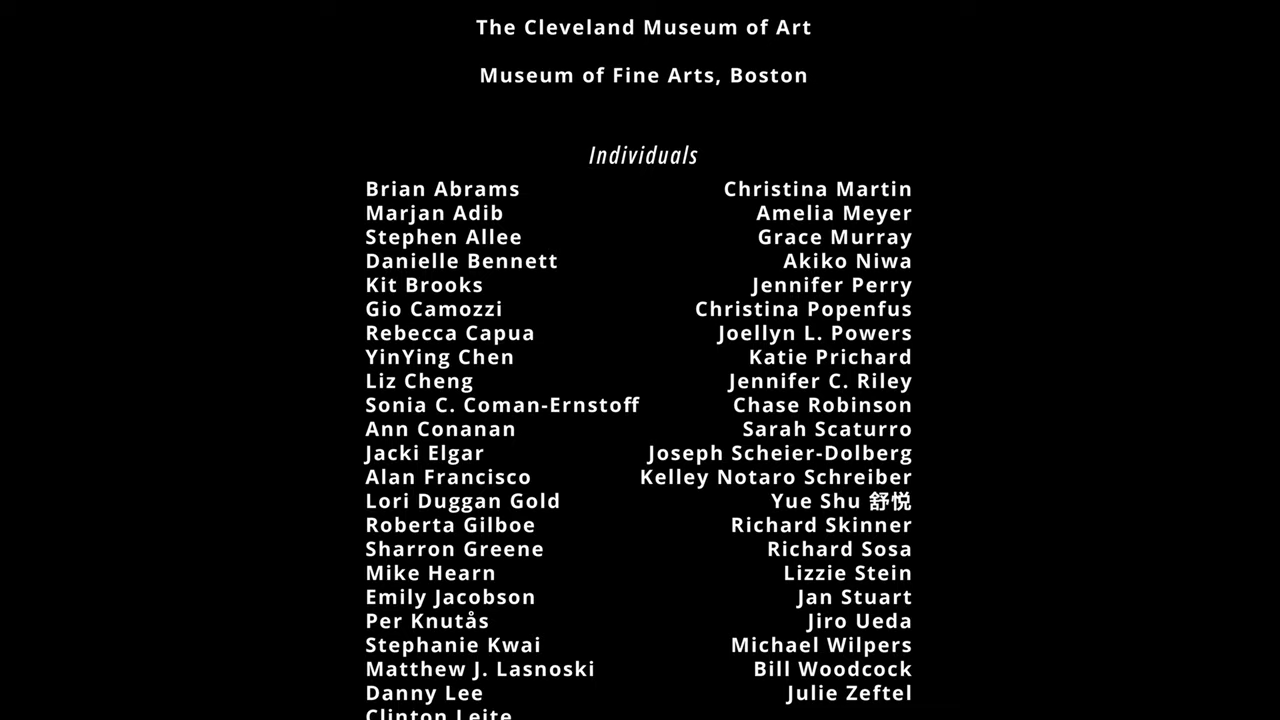 The Cleveland Museum of Art
Museum of Fine Arts, Boston
Individuals
Brian Abrams
Marjan Adib
Stephen Allee
Danielle Bennett
Kit Brooks
Gio Camozzi
Rebecca Capua
YinYing Chen
Liz Cheng
Sonia C. Coman-Ernstoff
Ann Conanan
Jacki Elgar
Alan Francisco
Lori Duggan Gold
Roberta Gilboe
Sharron Greene
Mike Hearn
Emily Jacobson
Per Knutås
Stephanie Kwai
Matthew J. Lasnoski
Danny Lee
Clinton Leite
Christina Martin
Amelia Meyer
Grace Murray
Akiko Niwa
Jennifer Perry
Christina Popenfus
Joellyn L. Powers
Katie Prichard
Jennifer C. Riley
Chase Robinson
Sarah Scaturro
Joseph Scheier-Dolberg
Kelley Notaro Schreiber
Yue Shu 舒悦
Richard Skinner
Richard Sosa
Lizzie Stein
Jan Stuart
Jiro Ueda
Michael Wilpers
Bill Woodcock
Julie Zeftel